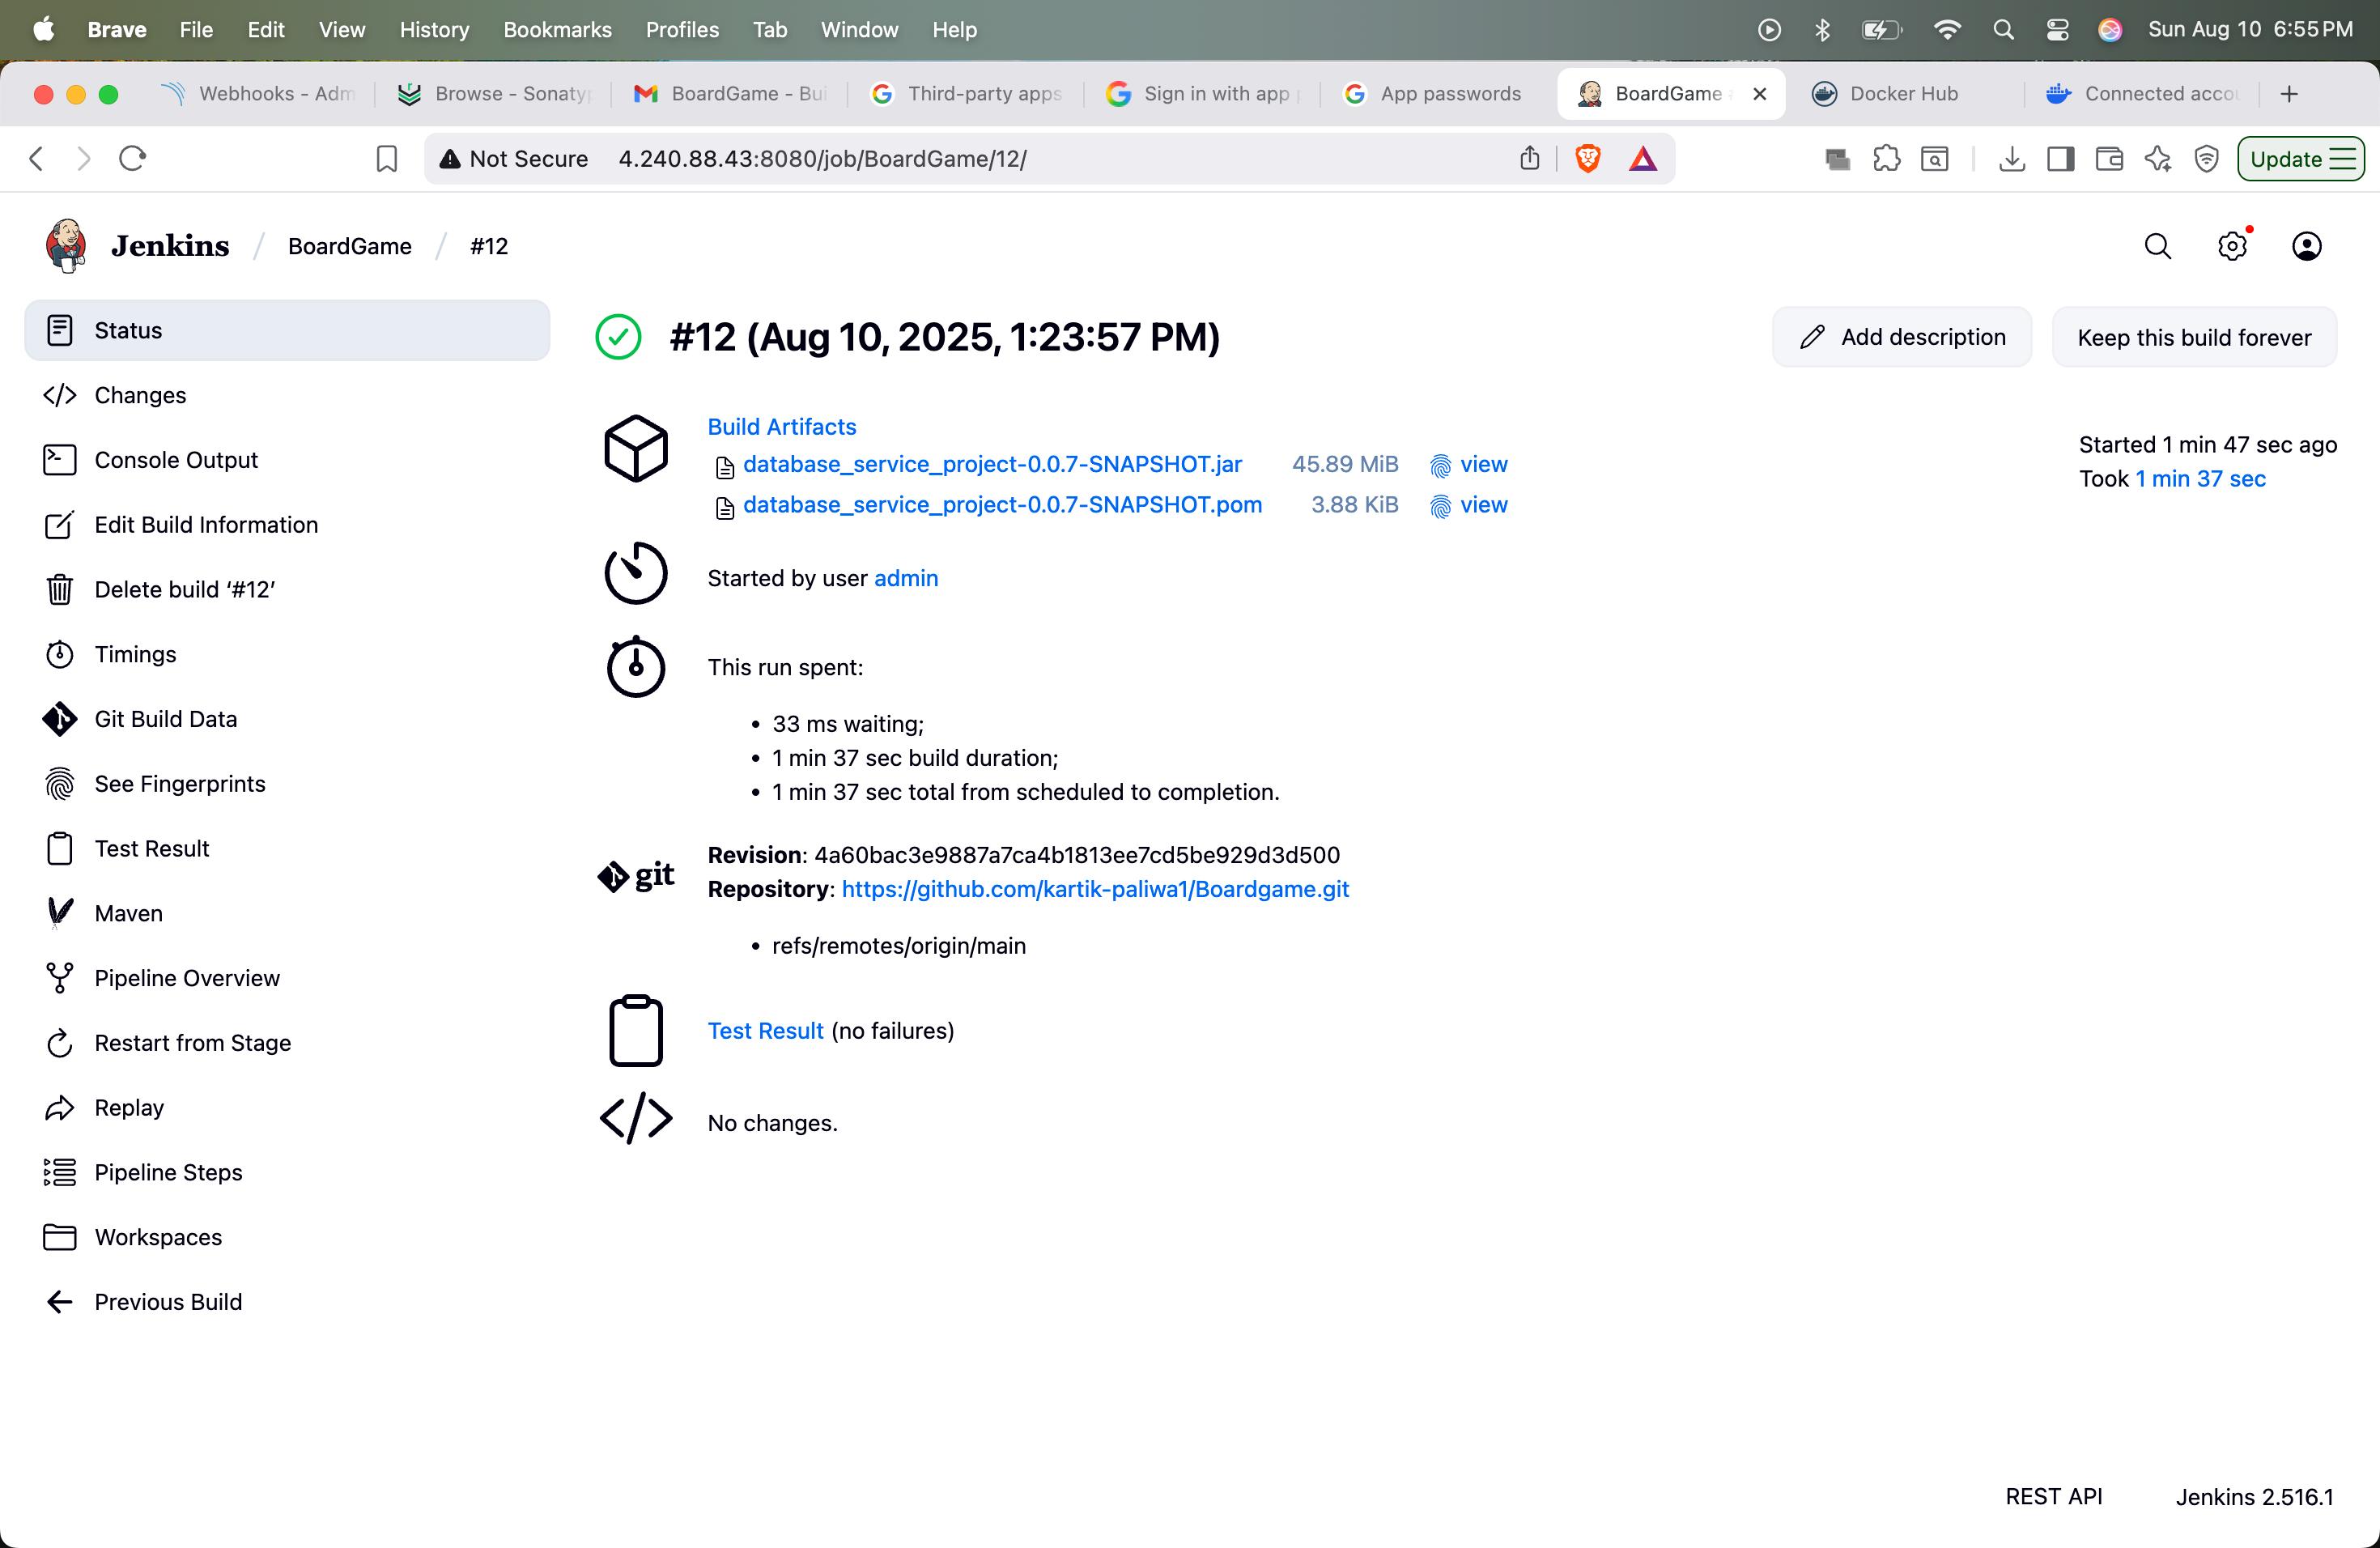 Brave File Edit View History Bookmarks Profiles Tab Window Help Sun Aug 10 6:55 PM
Webhooks - Adm Browse - Sonatyp BoardGame - Bui Third-party apps Sign in with app App passwords BoardGame Docker Hub Connected accou
Not Secure 4.240.88.43:8080/job/BoardGame/12/ Update
Jenkins / BoardGame / #12
Status
Changes
Console Output
Edit Build Information
Delete build ‘#12’
Timings
Git Build Data
See Fingerprints
Test Result
Maven
Pipeline Overview
Restart from Stage
Replay
Pipeline Steps
Workspaces
Previous Build
#12 (Aug 10, 2025, 1:23:57 PM)
Add description
Keep this build forever
Build Artifacts
database_service_project-0.0.7-SNAPSHOT.jar 45.89 MiB view
database_service_project-0.0.7-SNAPSHOT.pom 3.88 KiB view
Started 1 min 47 sec ago
Took 1 min 37 sec
Started by user admin
This run spent:
• 33 ms waiting;
• 1 min 37 sec build duration;
• 1 min 37 sec total from scheduled to completion.
git
Revision: 4a60bac3e9887a7ca4b1813ee7cd5be929d3d500
Repository: https://github.com/kartik-paliwa1/Boardgame.git
• refs/remotes/origin/main
Test Result (no failures)
No changes.
REST API Jenkins 2.516.1